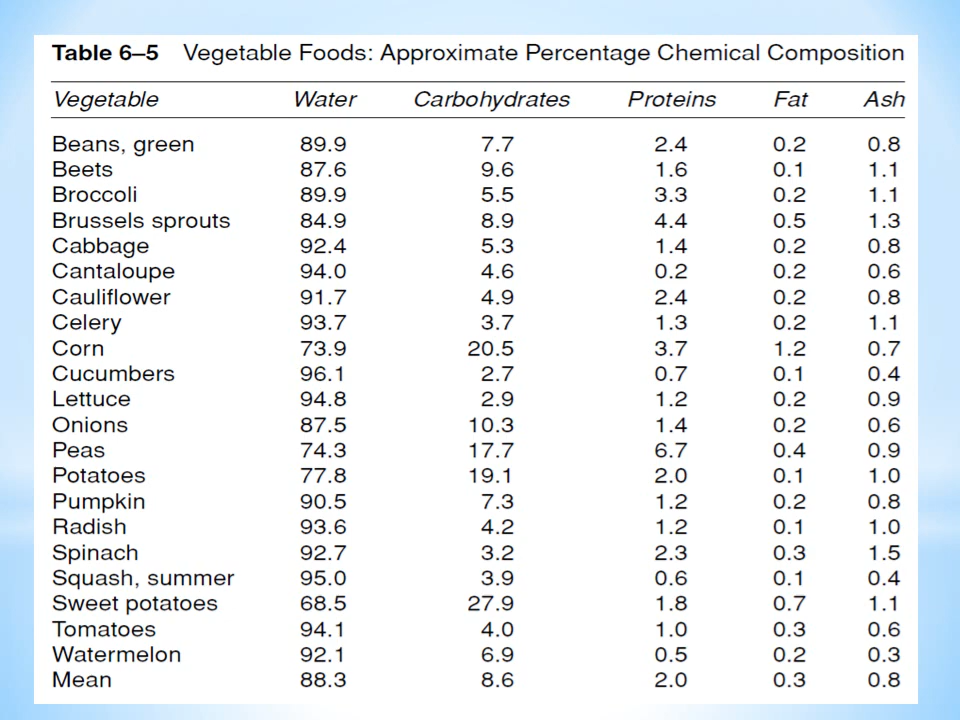 Table 6–5 Vegetable Foods: Approximate Percentage Chemical Composition
Vegetable Water Carbohydrates Proteins Fat Ash
Beans, green 89.9 7.7 2.4 0.2 0.8
Beets 87.6 9.6 1.6 0.1 1.1
Broccoli 89.9 5.5 3.3 0.2 1.1
Brussels sprouts 84.9 8.9 4.4 0.5 1.3
Cabbage 92.4 5.3 1.4 0.2 0.8
Cantaloupe 94.0 4.6 0.2 0.2 0.6
Cauliflower 91.7 4.9 2.4 0.2 0.8
Celery 93.7 3.7 1.3 0.2 1.1
Corn 73.9 20.5 3.7 1.2 0.7
Cucumbers 96.1 2.7 0.7 0.1 0.4
Lettuce 94.8 2.9 1.2 0.2 0.9
Onions 87.5 10.3 1.4 0.2 0.6
Peas 74.3 17.7 6.7 0.4 0.9
Potatoes 77.8 19.1 2.0 0.1 1.0
Pumpkin 90.5 7.3 1.2 0.2 0.8
Radish 93.6 4.2 1.2 0.1 1.0
Spinach 92.7 3.2 2.3 0.3 1.5
Squash, summer 95.0 3.9 0.6 0.1 0.4
Sweet potatoes 68.5 27.9 1.8 0.7 1.1
Tomatoes 94.1 4.0 1.0 0.3 0.6
Watermelon 92.1 6.9 0.5 0.2 0.3
Mean 88.3 8.6 2.0 0.3 0.8